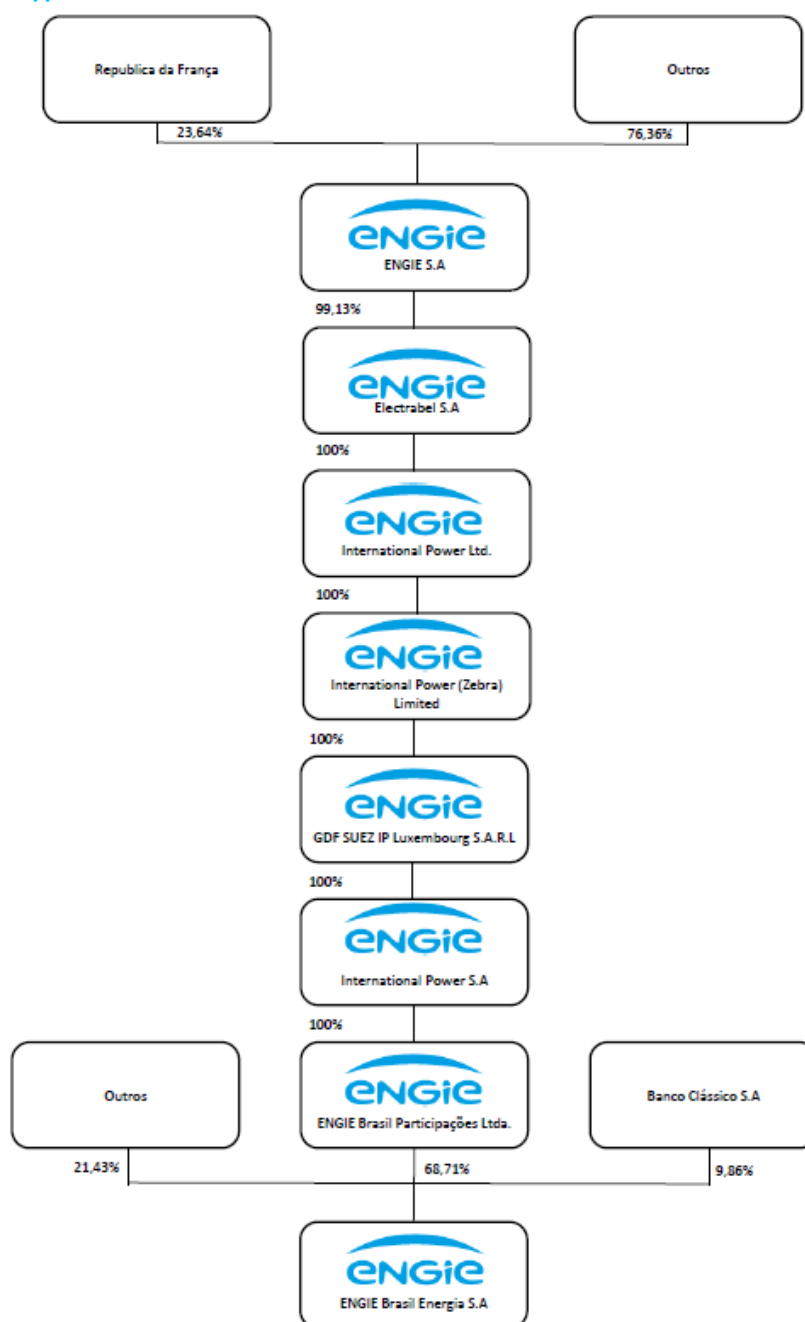 Republica da França
Outros
23,64%
76,36%
ENGIE
ENGIE S.A
99,13%
ENGIE
Electrabel S.A
100%
ENGIE
International Power Ltd.
100%
ENGIE
International Power (Zebra)
Limited
100%
ENGIE
GDF SUEZ IP Luxembourg S.A.R.L
100%
ENGIE
International Power S.A
100%
Outros
ENGIE
ENGIE Brasil Participações Ltda.
Banco Clássico S.A
21,43%
68,71%
9,86%
ENGIE
ENGIE Brasil Energia S.A